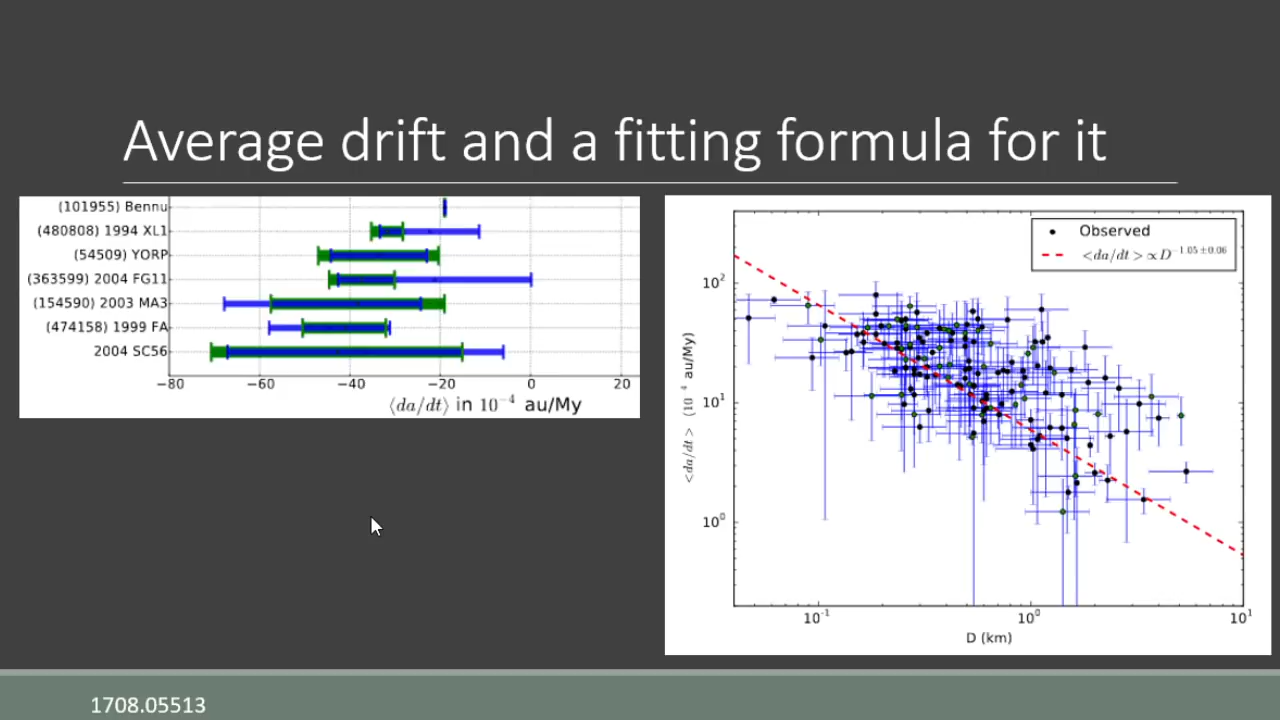 Average drift and a fitting formula for it
(101955) Bennu
(480808) 1994 XL1
(54509) YORP
(363599) 2004 FG11
(154590) 2003 MA3
(474158) 1999 FA
2004 SC56
−80 −60 −40 −20 0 20
⟨da/dt⟩ in 10⁻⁴ au/My
Observed
<da/dt> ∝D⁻¹·⁰⁵±⁰·⁰⁶
10²
10¹
10⁰
<da/dt> (10⁻⁴ au/My)
10⁻¹ 10⁰ 10¹
D (km)
1708.05513